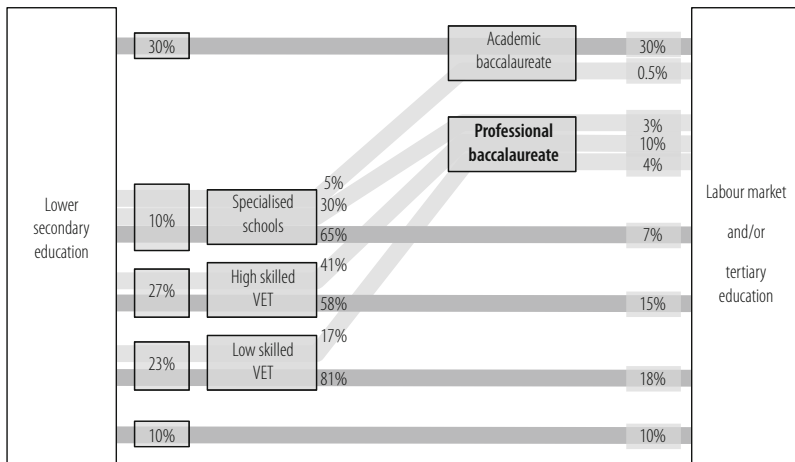 30%
Academic
baccalaureate
30%
0.5%
Professional
baccalaureate
3%
10%
4%
Lower
secondary
education
10%
Specialised
schools
5%
30%
65%
7%
Labour market
and/or
tertiary
education
27%
High skilled
VET
41%
58%
15%
23%
Low skilled
VET
17%
81%
18%
10%
10%